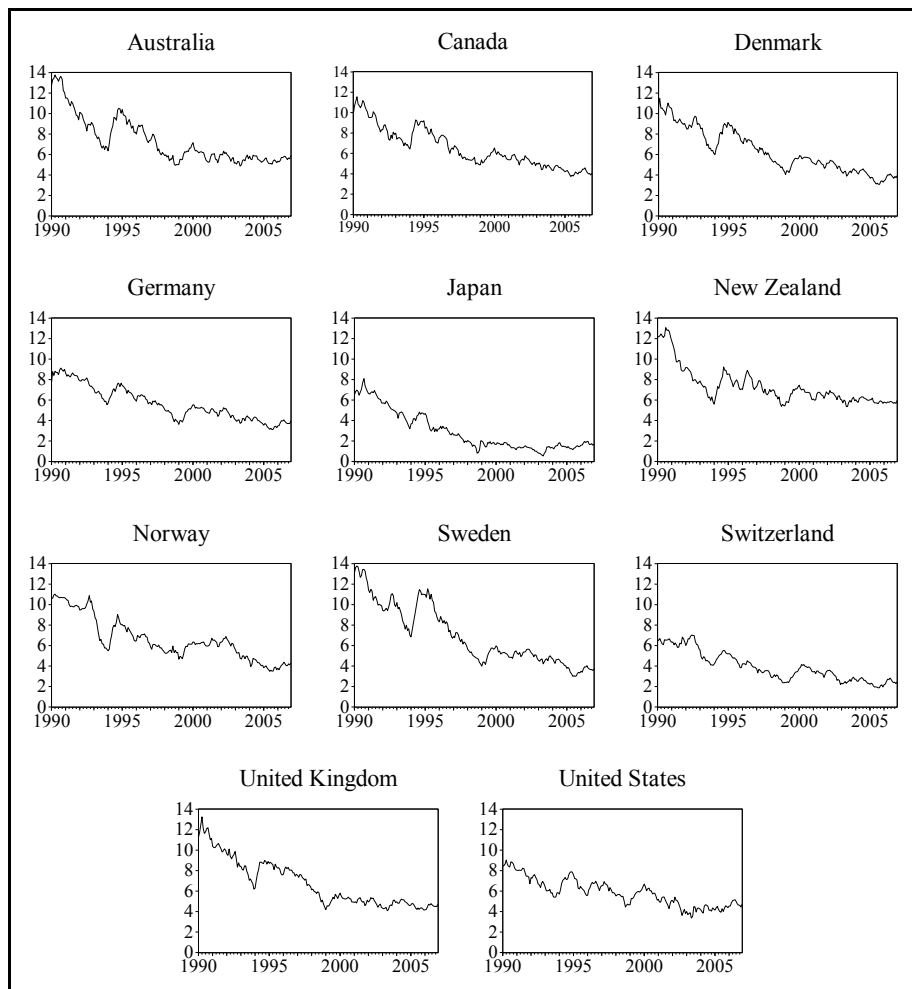 Australia Canada Denmark
14 14 14
12 12 12
10 10 10
8 8 8
6 6 6
4 4 4
2 2 2
0 0 0
1990 1995 2000 2005 1990 1995 2000 2005 1990 1995 2000 2005
Germany Japan New Zealand
14 14 14
12 12 12
10 10 10
8 8 8
6 6 6
4 4 4
2 2 2
0 0 0
1990 1995 2000 2005 1990 1995 2000 2005 1990 1995 2000 2005
Norway Sweden Switzerland
14 14 14
12 12 12
10 10 10
8 8 8
6 6 6
4 4 4
2 2 2
0 0 0
1990 1995 2000 2005 1990 1995 2000 2005 1990 1995 2000 2005
United Kingdom United States
14 14
12 12
10 10
8 8
6 6
4 4
2 2
0 0
1990 1995 2000 2005 1990 1995 2000 2005